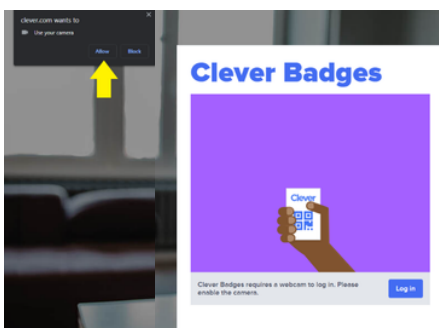 clever.com wants to
Use your camera
Allow Block
Clever Badges
Clever
Clever Badges requires a webcam to log in. Please
enable the camera.
Log in